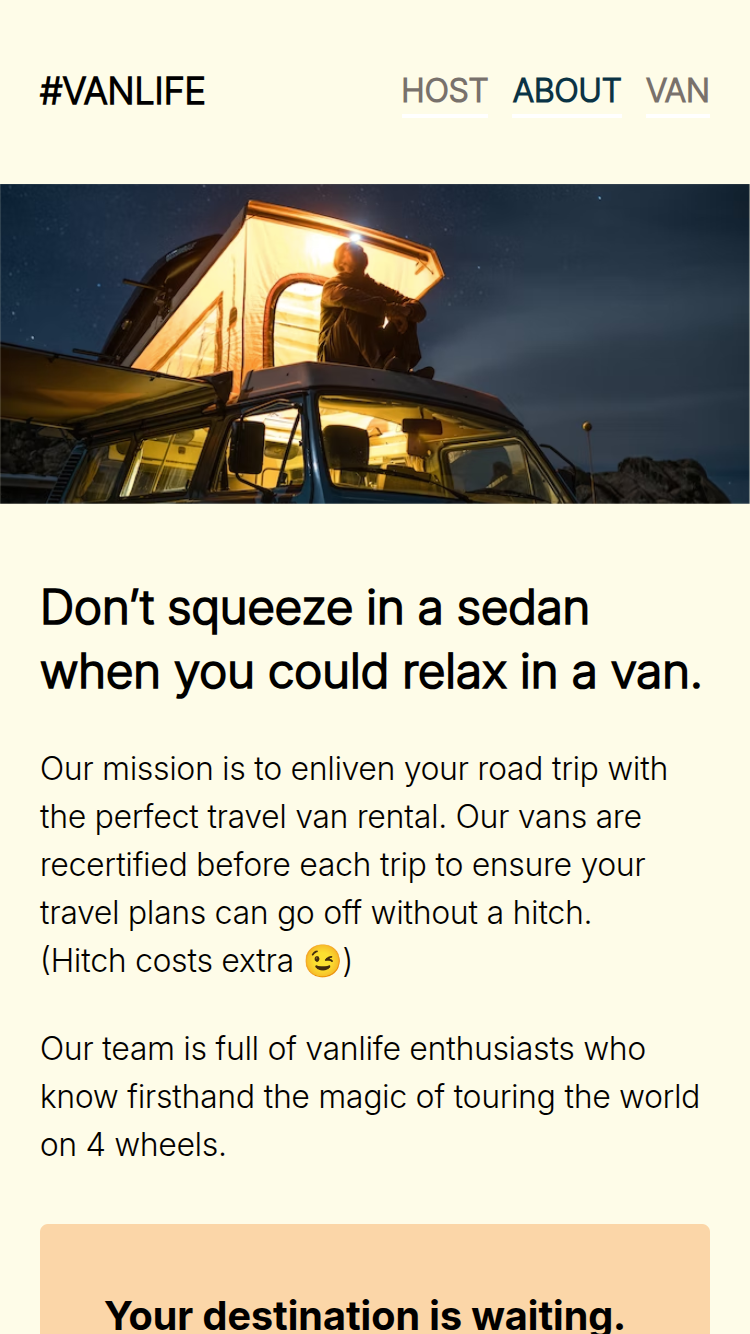 #VANLIFE HOST ABOUT VAN
Don’t squeeze in a sedan
when you could relax in a van.
Our mission is to enliven your road trip with
the perfect travel van rental. Our vans are
recertified before each trip to ensure your
travel plans can go off without a hitch.
(Hitch costs extra 😉)
Our team is full of vanlife enthusiasts who
know firsthand the magic of touring the world
on 4 wheels.
Your destination is waiting.